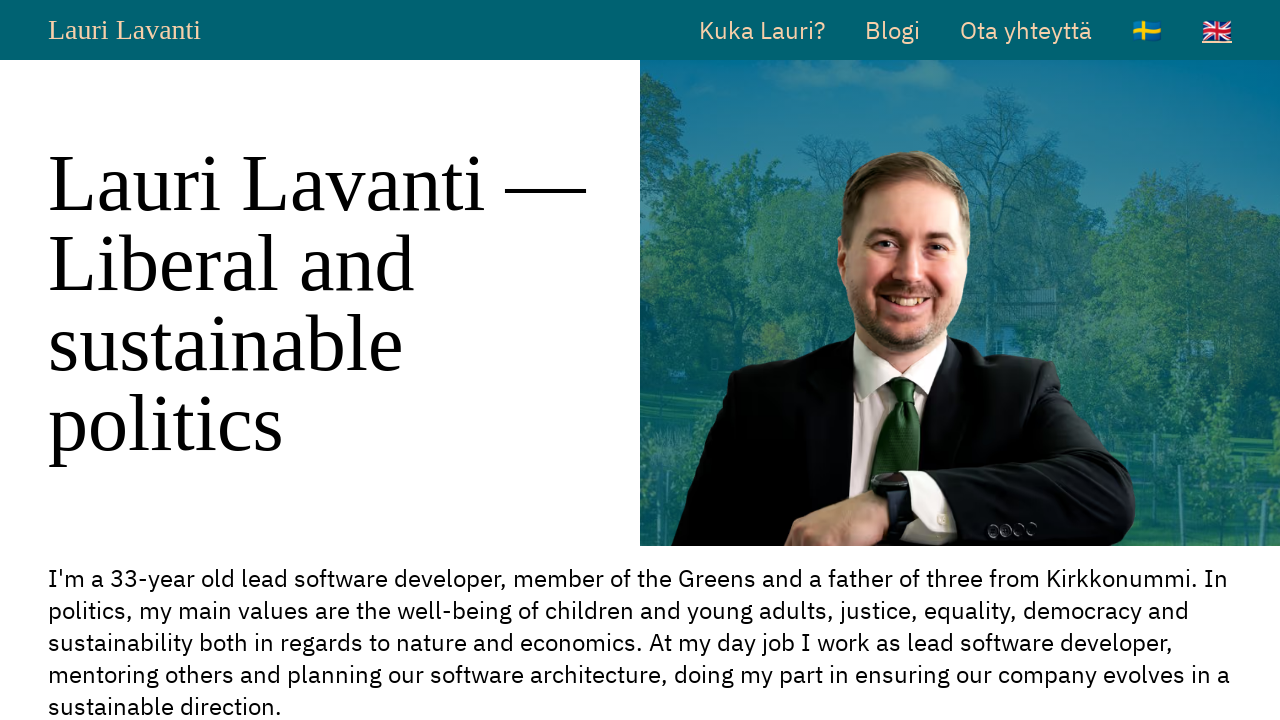 Lauri Lavanti
Kuka Lauri?
Blogi
Ota yhteyttä
Lauri Lavanti —
Liberal and
sustainable
politics
I'm a 33-year old lead software developer, member of the Greens and a father of three from Kirkkonummi. In
politics, my main values are the well-being of children and young adults, justice, equality, democracy and
sustainability both in regards to nature and economics. At my day job I work as lead software developer,
mentoring others and planning our software architecture, doing my part in ensuring our company evolves in a
sustainable direction.